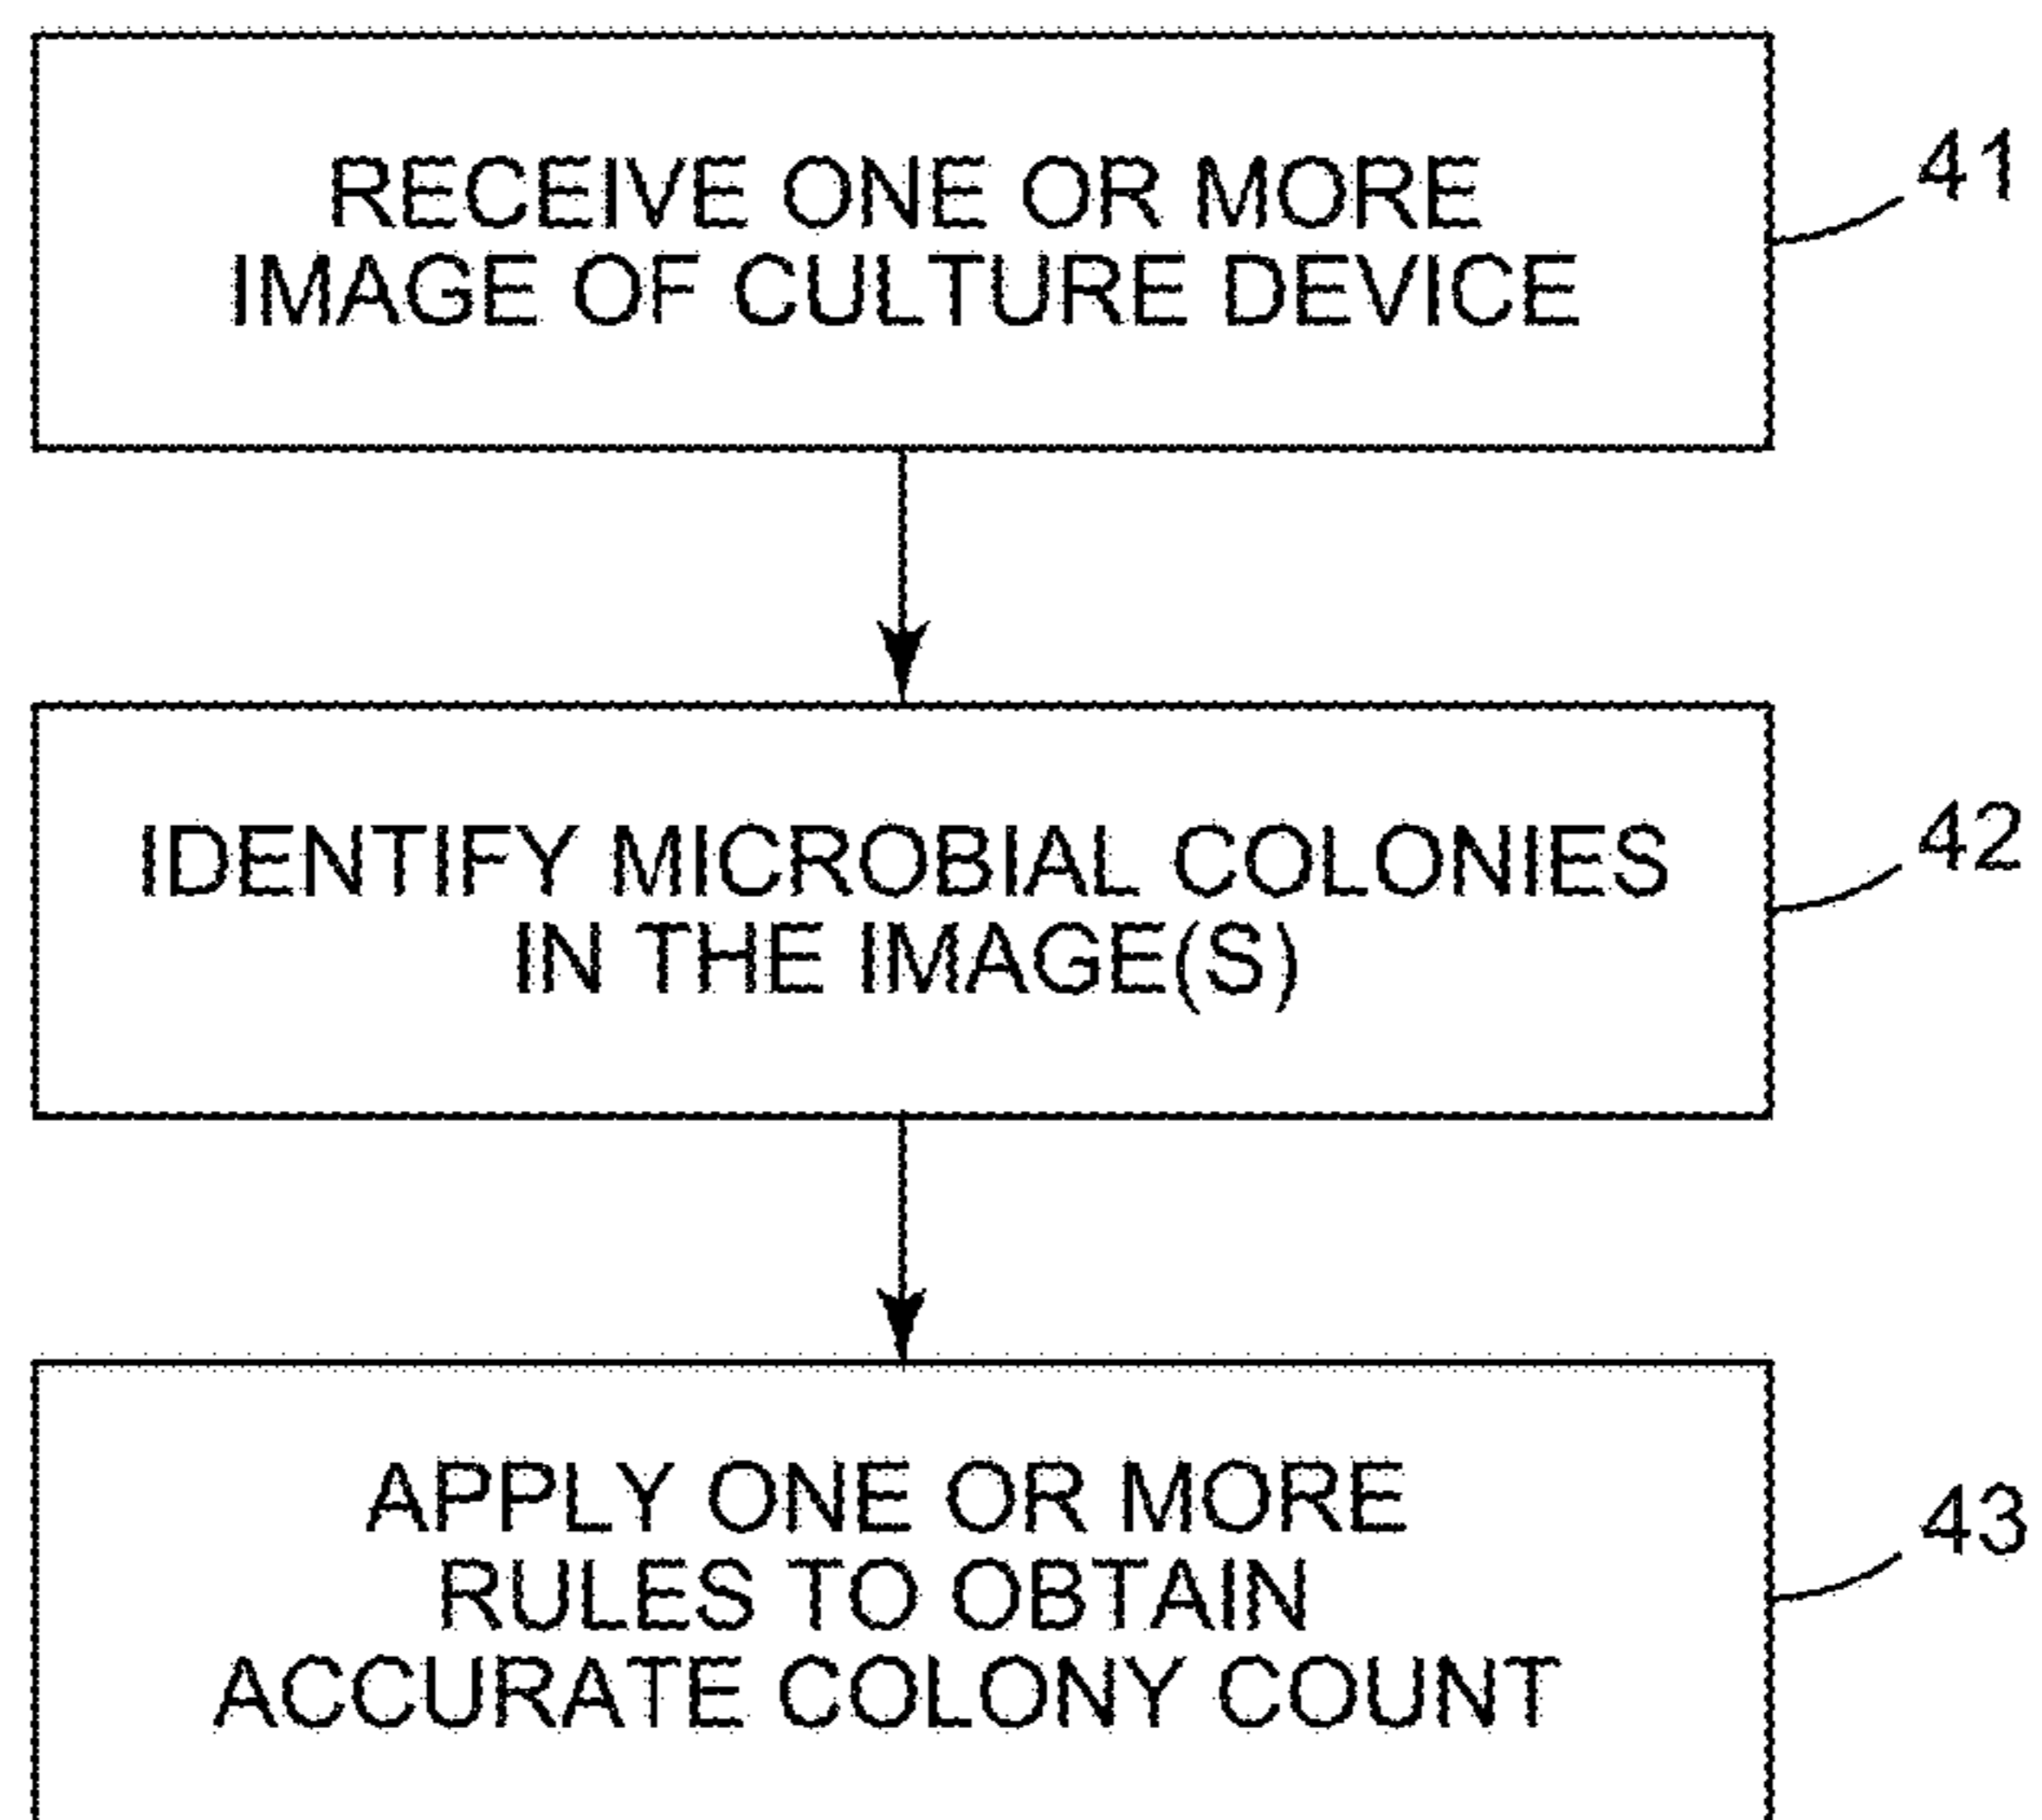 RECEIVE ONE OR MORE
IMAGE OF CULTURE DEVICE
41
IDENTIFY MICROBIAL COLONIES
IN THE IMAGE(S)
42
APPLY ONE OR MORE
RULES TO OBTAIN
ACCURATE COLONY COUNT
43